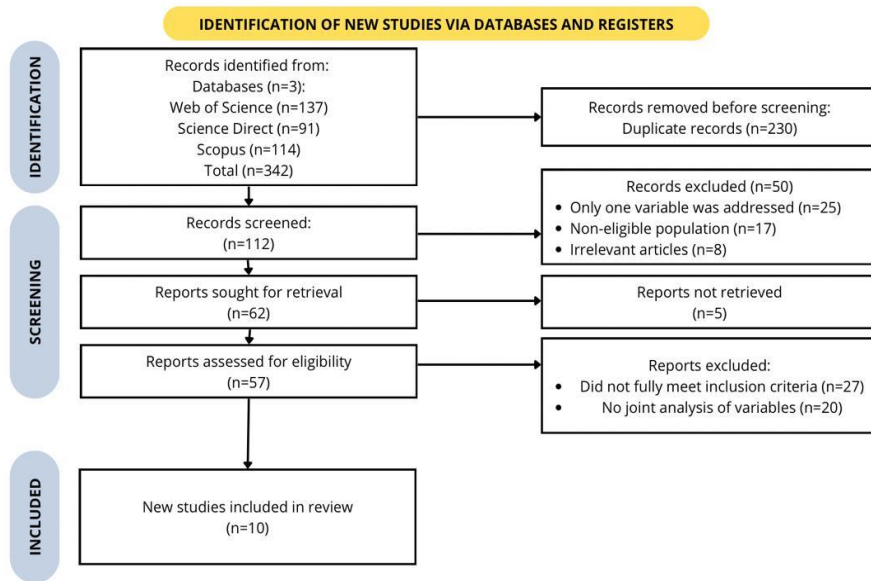 IDENTIFICATION OF NEW STUDIES VIA DATABASES AND REGISTERS
IDENTIFICATION
Records identified from:
Databases (n=3):
Web of Science (n=137)
Science Direct (n=91)
Scopus (n=114)
Total (n=342)
Records removed before screening:
Duplicate records (n=230)
SCREENING
Records screened:
(n=112)
Records excluded (n=50)
• Only one variable was addressed (n=25)
• Non-eligible population (n=17)
• Irrelevant articles (n=8)
Reports sought for retrieval
(n=62)
Reports not retrieved
(n=5)
Reports assessed for eligibility
(n=57)
Reports excluded:
• Did not fully meet inclusion criteria (n=27)
• No joint analysis of variables (n=20)
INCLUDED
New studies included in review
(n=10)